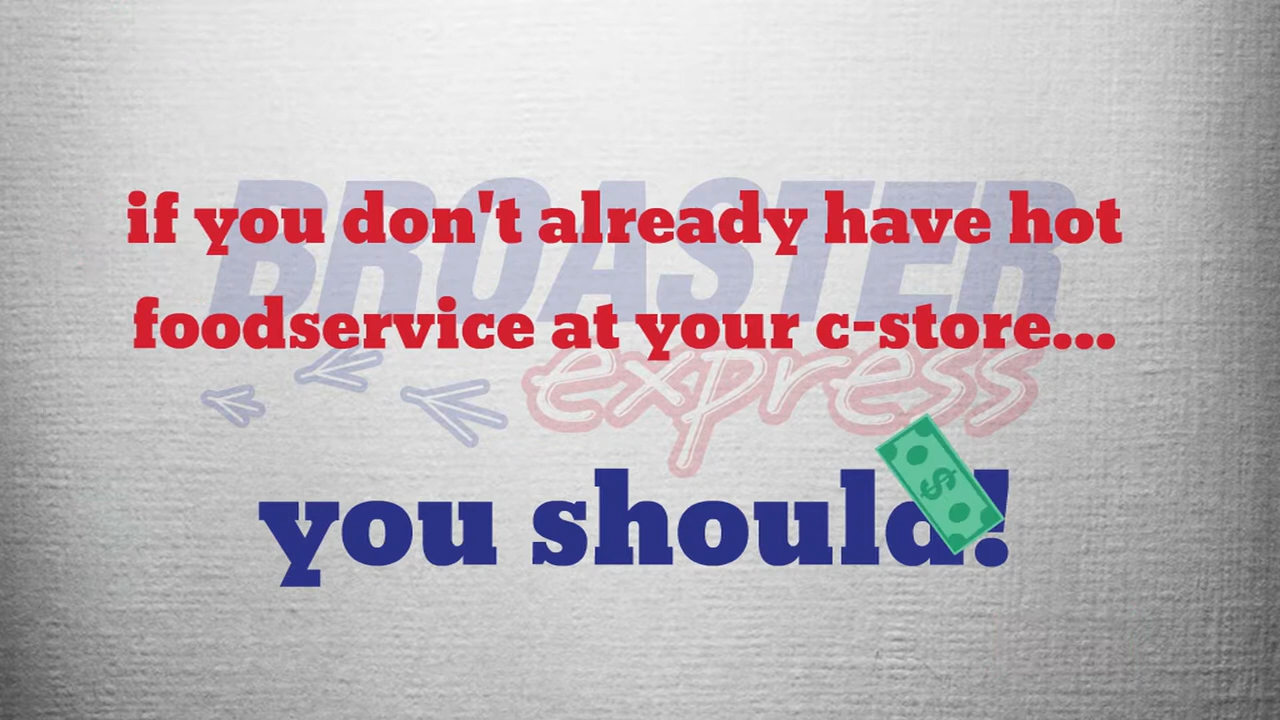 if you don't already have hot
foodservice at your c-store...
you should!
BROASTER
express
$